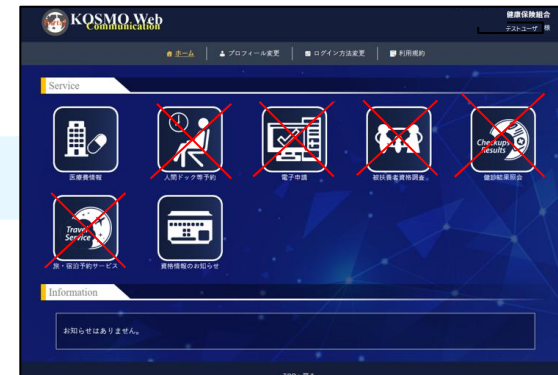 KOSMO.Web
Communication
健康保険組合
テストユーザ 様
ホーム
プロフィール変更
ログイン方法変更
利用規約
Service
医療費情報
人間ドック等予約
電子申請
被扶養者資格調査
Checkups
Results
健診結果照会
Travel
Service
旅・宿泊予約サービス
資格情報のお知らせ
Information
お知らせはありません。